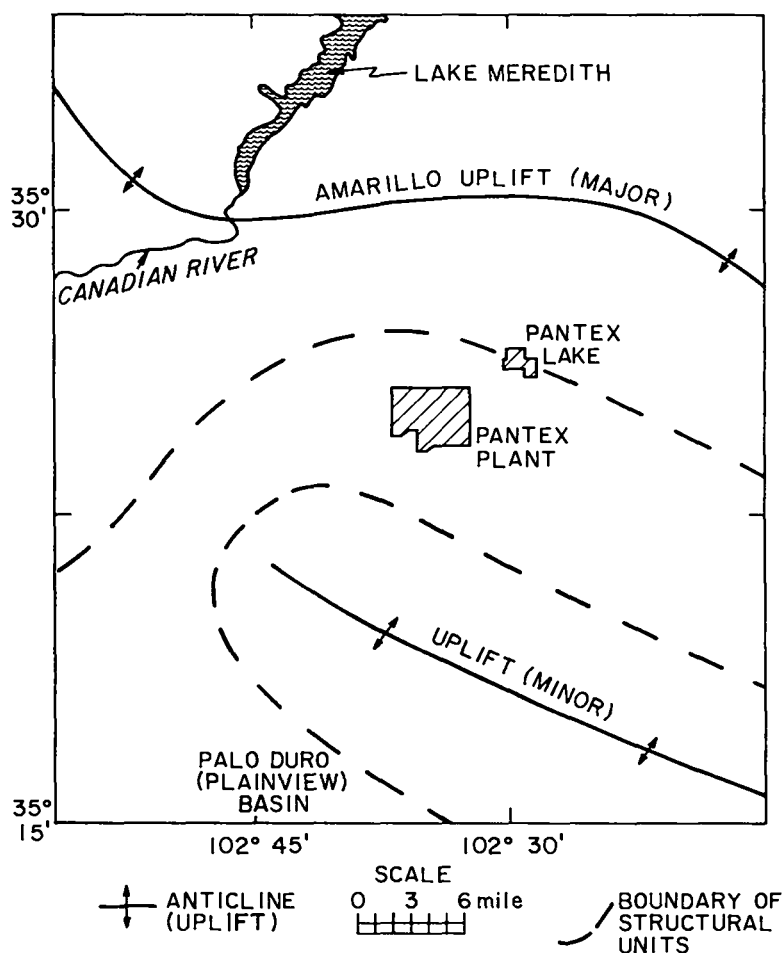 LAKE MEREDITH
35°
30'
AMARILLO UPLIFT (MAJOR)
CANADIAN RIVER
PANTEX
LAKE
PANTEX
PLANT
UPLIFT (MINOR)
PALO DURO
(PLAINVIEW)
BASIN
35°
15'
102° 45'
102° 30'
SCALE
0 3 6 mile
ANTICLINE
(UPLIFT)
BOUNDARY OF
STRUCTURAL
UNITS